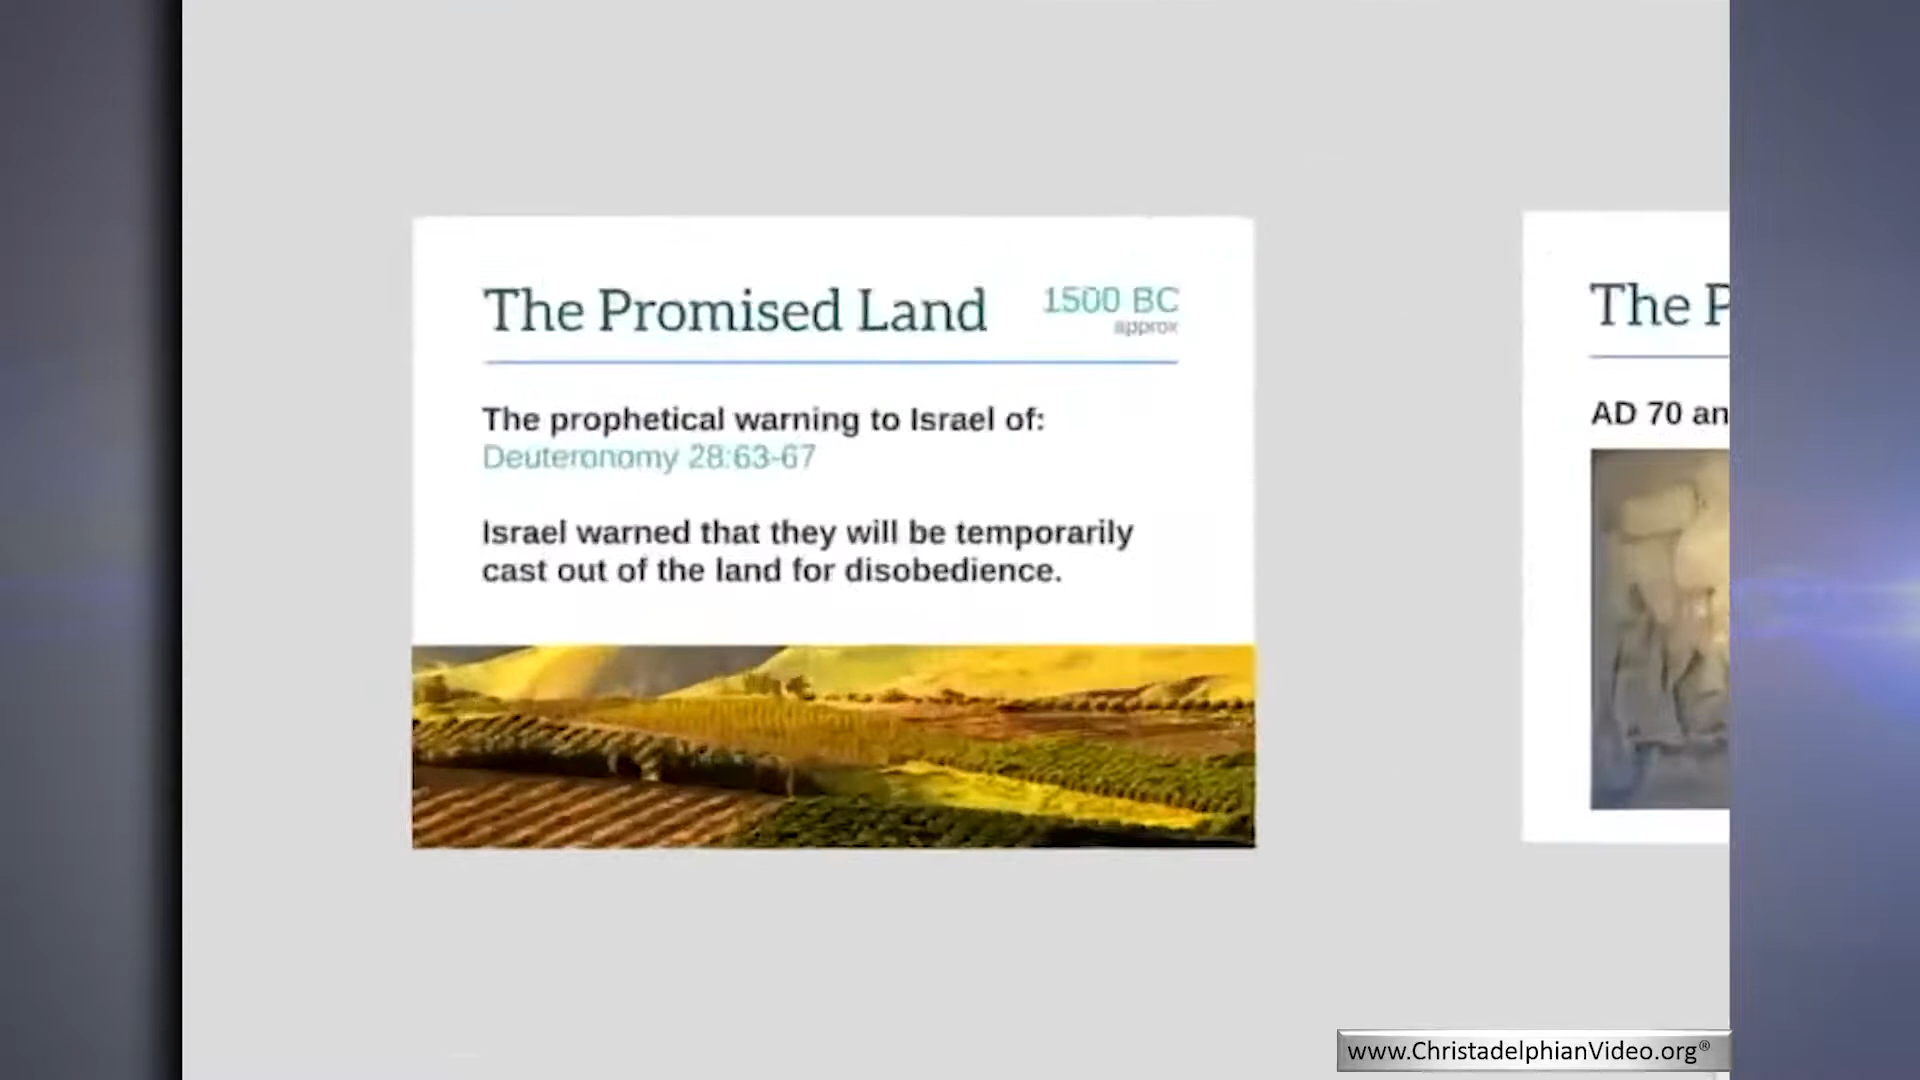 The Promised Land
1500 BC
approx
The prophetical warning to Israel of:
Deuteronomy 28:63-67
Israel warned that they will be temporarily
cast out of the land for disobedience.
The P
AD 70 an
www.ChristadelphianVideo.org®